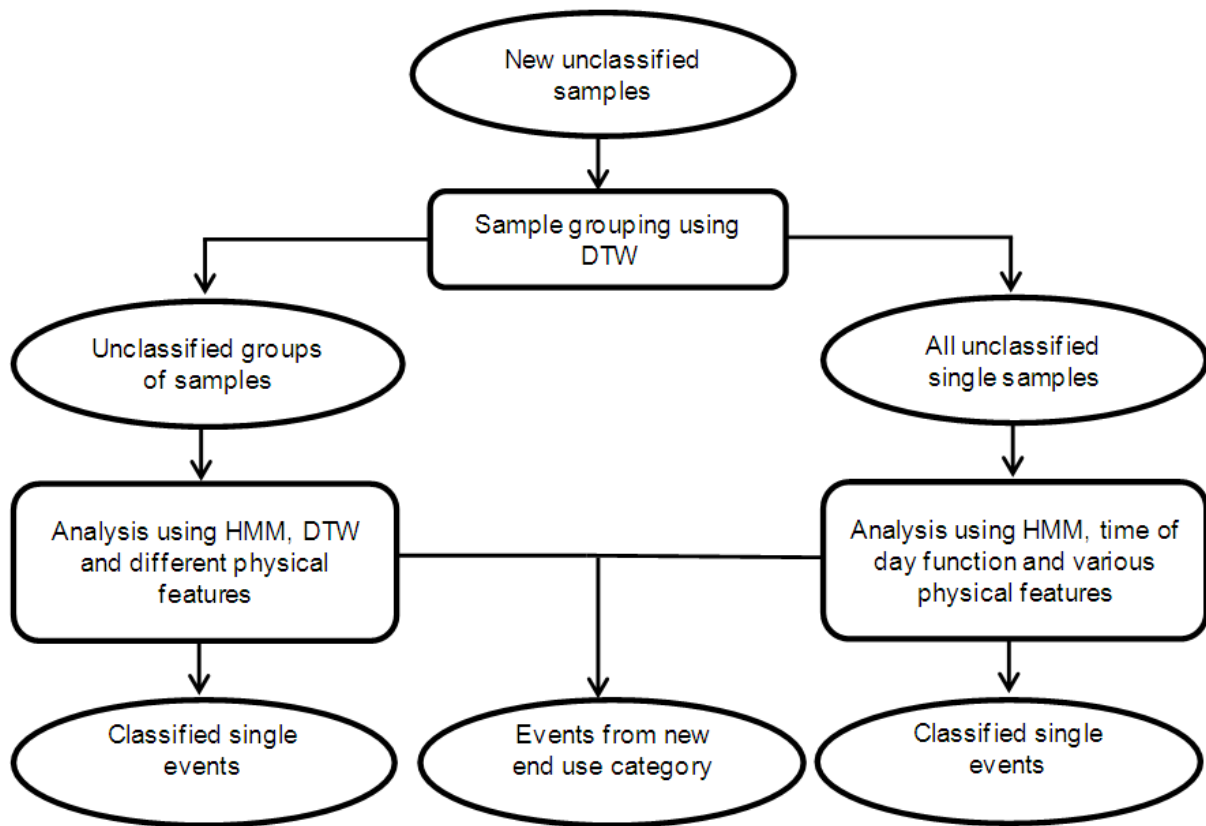 New unclassified
samples
Sample grouping using
DTW
Unclassified groups
of samples
All unclassified
single samples
Analysis using HMM, DTW
and different physical
features
Analysis using HMM, time of
day function and various
physical features
Classified single
events
Events from new
end use category
Classified single
events